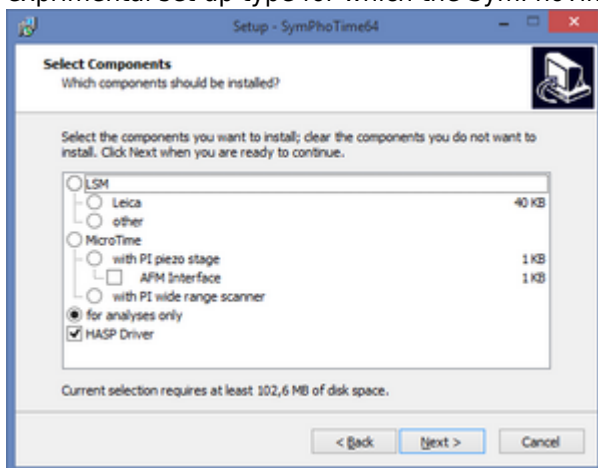 Setup - SymPhoTime64
Select Components
Which components should be installed?
Select the components you want to install; clear the components you do not want to
install. Click Next when you are ready to continue.
LSM
Leica 40 KB
other
MicroTime
with PI piezo stage 1 KB
AFM Interface 1 KB
with PI wide range scanner
for analyses only
HASP Driver
Current selection requires at least 102,6 MB of disk space.
< Back Next > Cancel